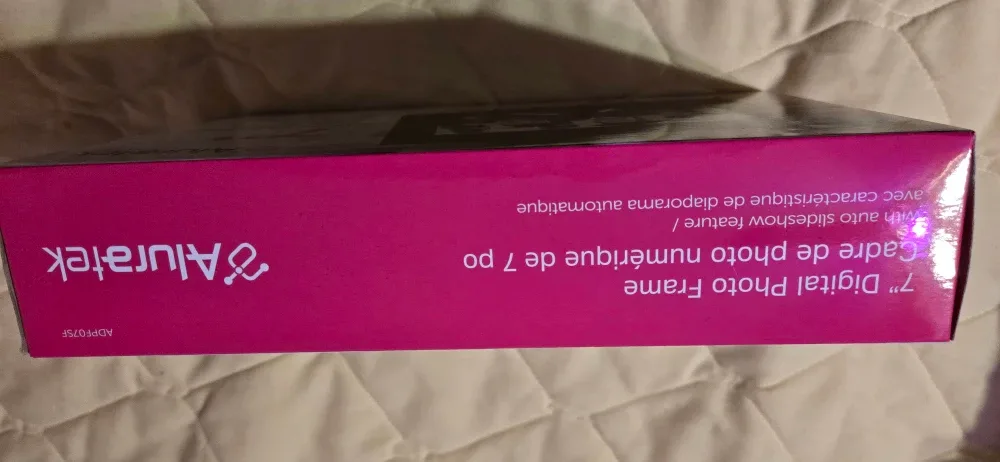 7" Digital Photo Frame
Cadre de photo numérique de 7 po
with auto slideshow feature /
avec caractéristique de diaporama automatique
Aluratek
ADPF07SF